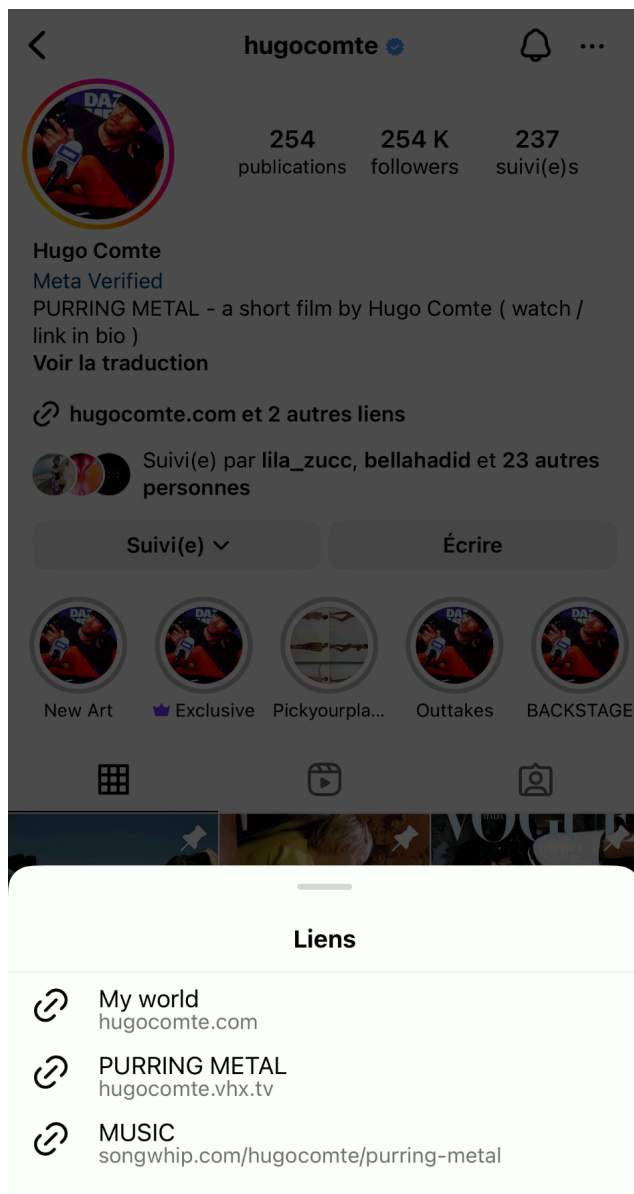 hugocomte
DAZ
254
254 K
237
publications
followers
suivi(e)s
Hugo Comte
Meta Verified
PURRING METAL - a short film by Hugo Comte ( watch /
link in bio )
Voir la traduction
hugocomte.com et 2 autres liens
Suivi(e) par lila_zucc, bellahadid et 23 autres
personnes
Suivi(e)
Écrire
New Art
Exclusive
Pickyourpla...
Outtakes
BACKSTAGE
VOGUE
Liens
My world
hugocomte.com
PURRING METAL
hugocomte.vhx.tv
MUSIC
songwhip.com/hugocomte/purring-metal